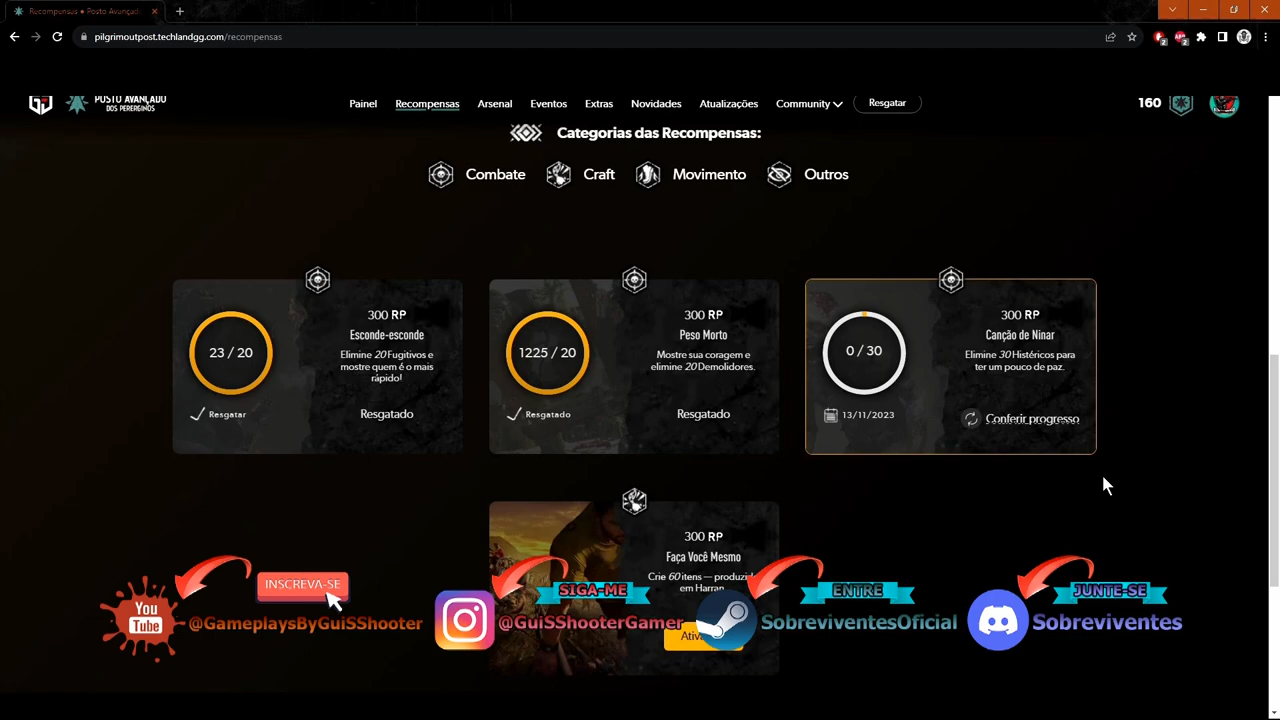 Recompensas • Posto Avançad
pilgrimoutpost.techlandgg.com/recompensas
2
2
POSTO AVANÇADO
DOS PEREGRINOS
Painel
Recompensas
Arsenal
Eventos
Extras
Novidades
Atualizações
Community
Resgatar
160
Categorias das Recompensas:
Combate
Craft
Movimento
Outros
23 / 20
300 RP
Esconde-esconde
Elimine 20 Fugitivos e
mostre quem é o mais
rápido!
Resgatar
Resgatado
1225 / 20
300 RP
Peso Morto
Mostre sua coragem e
elimine 20 Demolidores.
Resgatado
Resgatado
0 / 30
300 RP
Canção de Ninar
Elimine 30 Histéricos para
ter um pouco de paz.
13/11/2023
Conferir progresso
300 RP
Faça Você Mesmo
Crie 60 itens — produzid
em Harran
Ativ
You
Tube
INSCREVA-SE
@GameplaysByGuiSShooter
SIGA-ME
@GuiSShooterGamer
ENTRE
SobreviventesOficial
JUNTE-SE
Sobreviventes